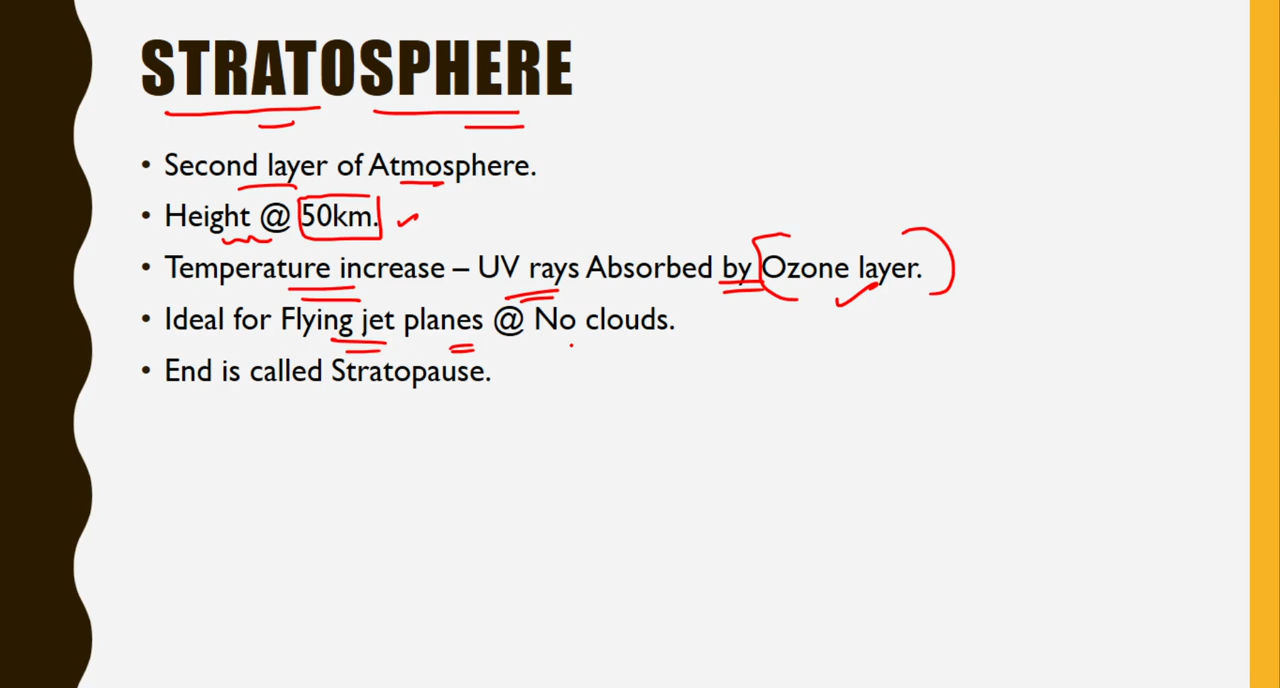 STRATOSPHERE
• Second layer of Atmosphere.
• Height @ 50km.
• Temperature increase – UV rays Absorbed by Ozone layer.
• Ideal for Flying jet planes @ No clouds.
• End is called Stratopause.